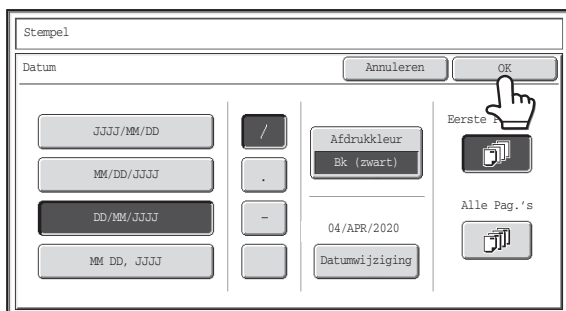 Stempel
Datum
Annuleren
OK
JJJJ/MM/DD
MM/DD/JJJJ
DD/MM/JJJJ
MM DD, JJJJ
/
.
-
Afdrukkleur
Bk (zwart)
04/APR/2020
Datumwijziging
Eerste
Alle Pag.'s